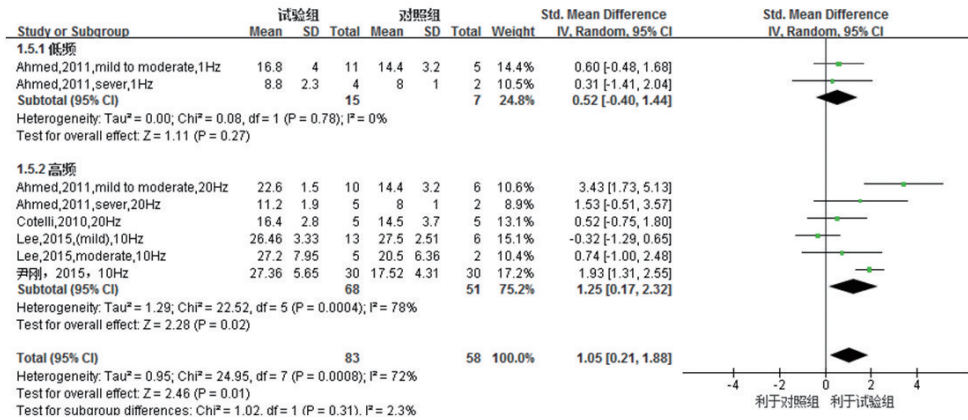 试验组 对照组 Std. Mean Difference Std. Mean Difference
Study or Subgroup Mean SD Total Mean SD Total Weight IV, Random, 95% CI IV, Random, 95% CI
1.5.1 低频
Ahmed,2011,mild to moderate,1Hz 16.8 4 11 14.4 3.2 5 14.4% 0.60 [-0.48, 1.68]
Ahmed,2011,sever,1Hz 8.8 2.3 4 8 1 2 10.5% 0.31 [-1.41, 2.04]
Subtotal (95% CI) 15 7 24.8% 0.52 [-0.40, 1.44]
Heterogeneity: Tau² = 0.00; Chi² = 0.08, df = 1 (P = 0.78); I² = 0%
Test for overall effect: Z = 1.11 (P = 0.27)
1.5.2 高频
Ahmed,2011,mild to moderate,20Hz 22.6 1.5 10 14.4 3.2 6 10.6% 3.43 [1.73, 5.13]
Ahmed,2011,sever,20Hz 11.2 1.9 5 8 1 2 8.9% 1.53 [-0.51, 3.57]
Cotelli,2010,20Hz 16.4 2.8 5 14.5 3.7 5 13.1% 0.52 [-0.75, 1.80]
Lee,2015,(mild),10Hz 26.46 3.33 13 27.5 2.51 6 15.1% -0.32 [-1.29, 0.65]
Lee,2015,moderate,10Hz 27.2 7.95 5 20.5 6.36 2 10.4% 0.74 [-1.00, 2.48]
尹刚，2015，10Hz 27.36 5.65 30 17.52 4.31 30 17.2% 1.93 [1.31, 2.55]
Subtotal (95% CI) 68 51 75.2% 1.25 [0.17, 2.32]
Heterogeneity: Tau² = 1.29; Chi² = 22.52, df = 5 (P = 0.0004); I² = 78%
Test for overall effect: Z = 2.28 (P = 0.02)
Total (95% CI) 83 58 100.0% 1.05 [0.21, 1.88]
Heterogeneity: Tau² = 0.95; Chi² = 24.95, df = 7 (P = 0.0008); I² = 72%
Test for overall effect: Z = 2.46 (P = 0.01)
Test for subgroup differences: Chi² = 1.02, df = 1 (P = 0.31), I² = 2.3%
-4 -2 0 2 4
利于对照组 利于试验组